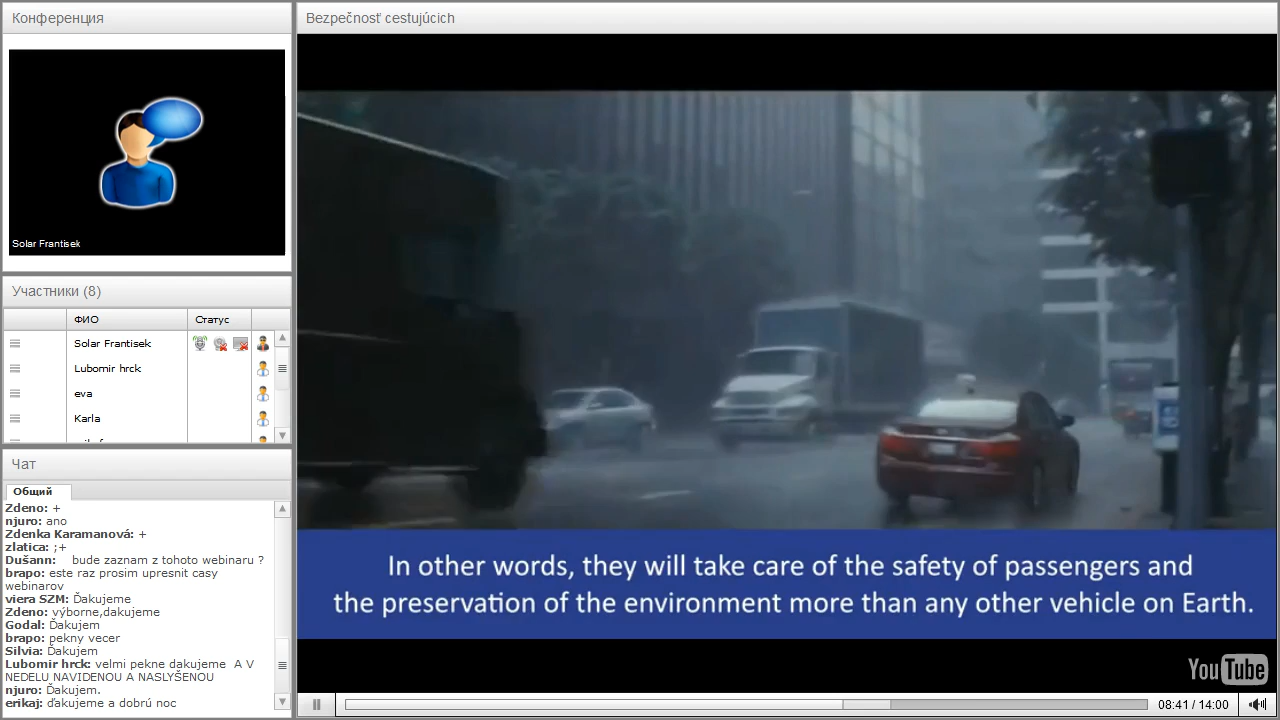 Конференция
Solar Frantisek
Участники (8)
ФИО
Статус
Solar Frantisek
Lubomir hrck
eva
Karla
Чат
Общий
Zdeno: +
njuro: ano
Zdenka Karamanová: +
zlatica: ;+
Dušann: bude zaznam z tohoto webinaru ?
brapo: este raz prosim upresnit casy
webinarov
viera SZM: Ďakujeme
Zdeno: výborne,dakujeme
Godal: Ďakujem
brapo: pekny vecer
Silvia: Ďakujem
Lubomir hrck: velmi pekne dakujeme A V
NEDELU NAVIDENOU A NASLYŠENOU
njuro: Ďakujem.
erikaj: ďakujeme a dobrú noc
Bezpečnosť cestujúcich
In other words, they will take care of the safety of passengers and
the preservation of the environment more than any other vehicle on Earth.
YouTube
08:41 / 14:00